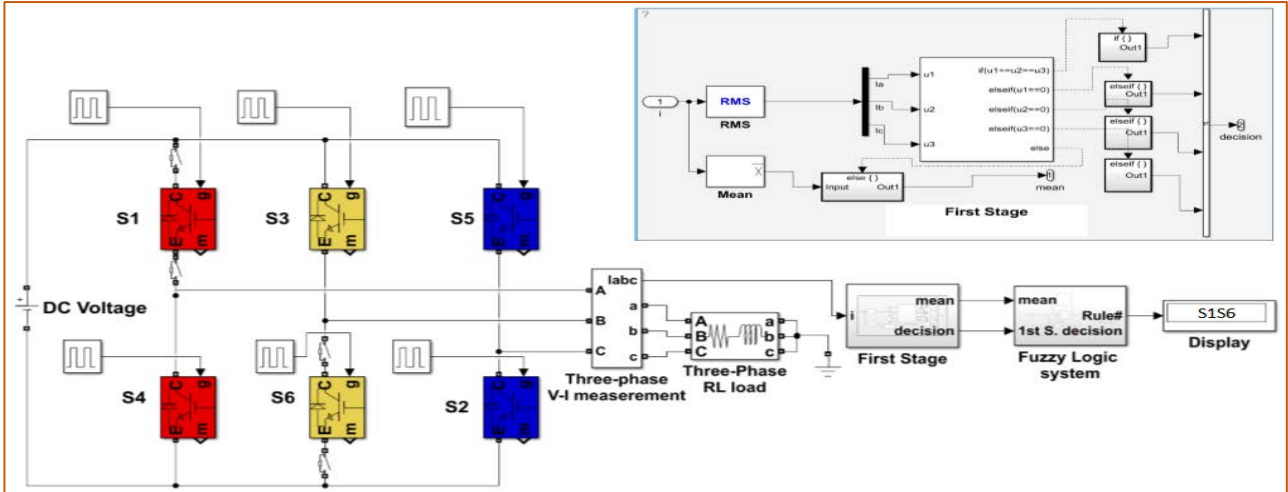 7
1
i
RMS
RMS
Mean
Ia
Ib
Ic
u1
u2
u3
if(u1==u2==u3)
elseif(u1==0)
elseif(u2==0)
elseif(u3==0)
else
if { }
Out1
elseif { }
Out1
elseif { }
Out1
elseif { }
Out1
2
decision
else { }
Input Out1
1
mean
First Stage
S1
C g
E m
S3
C g
E m
S5
C g
E m
DC Voltage
S4
C g
E m
S6
C g
E m
S2
C g
E m
Iabc
A
a
B
b
C
c
Three-phase
V-I measerement
A a
B b
C c
Three-Phase
RL load
i
mean
decision
First Stage
mean
Rule#
1st S. decision
Fuzzy Logic
system
S1S6
Display